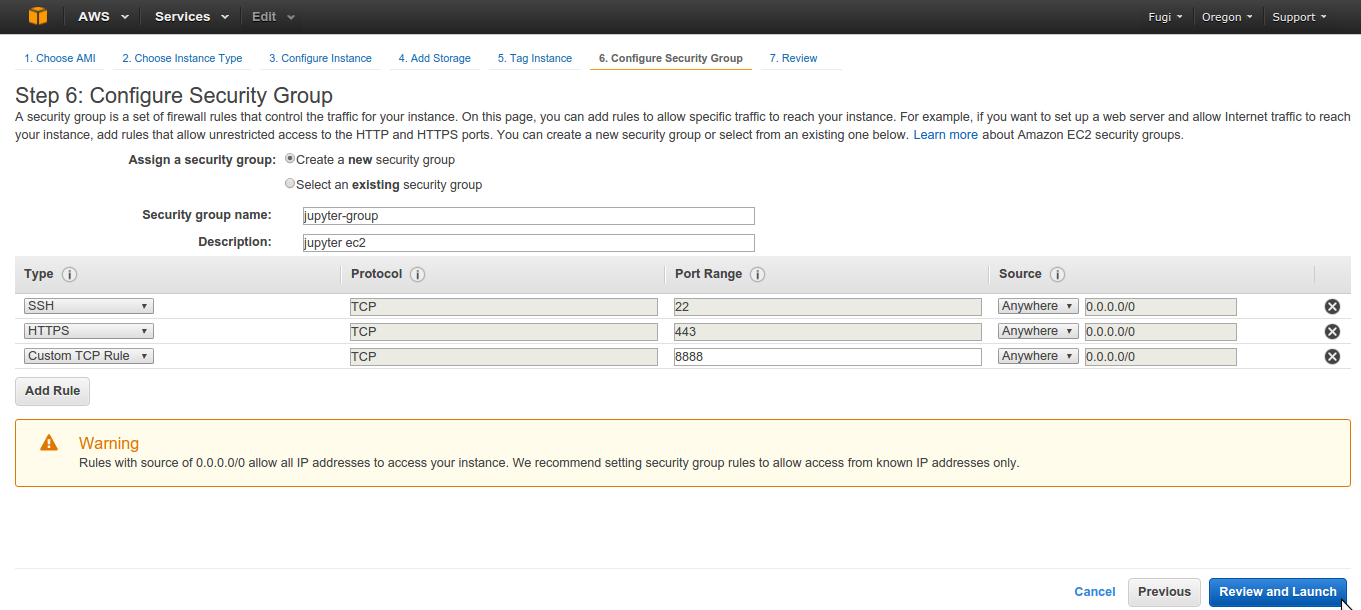 AWS Services Edit Fugi Oregon Support
1. Choose AMI 2. Choose Instance Type 3. Configure Instance 4. Add Storage 5. Tag Instance 6. Configure Security Group 7. Review
Step 6: Configure Security Group
A security group is a set of firewall rules that control the traffic for your instance. On this page, you can add rules to allow specific traffic to reach your instance. For example, if you want to set up a web server and allow Internet traffic to reach
your instance, add rules that allow unrestricted access to the HTTP and HTTPS ports. You can create a new security group or select from an existing one below. Learn more about Amazon EC2 security groups.
Assign a security group: Create a new security group
Select an existing security group
Security group name: jupyter-group
Description: jupyter ec2
Type i Protocol i Port Range i Source i
SSH TCP 22 Anywhere 0.0.0.0/0
HTTPS TCP 443 Anywhere 0.0.0.0/0
Custom TCP Rule TCP 8888 Anywhere 0.0.0.0/0
Add Rule
Warning
Rules with source of 0.0.0.0/0 allow all IP addresses to access your instance. We recommend setting security group rules to allow access from known IP addresses only.
Cancel Previous Review and Launch